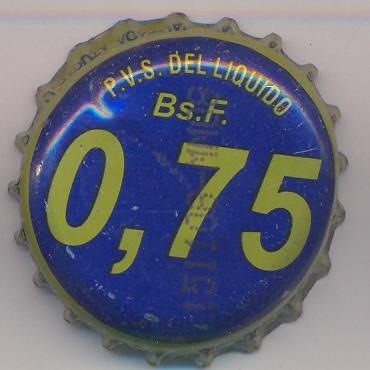 P.V.S. DEL LIQUIDO
Bs.F.
0,75